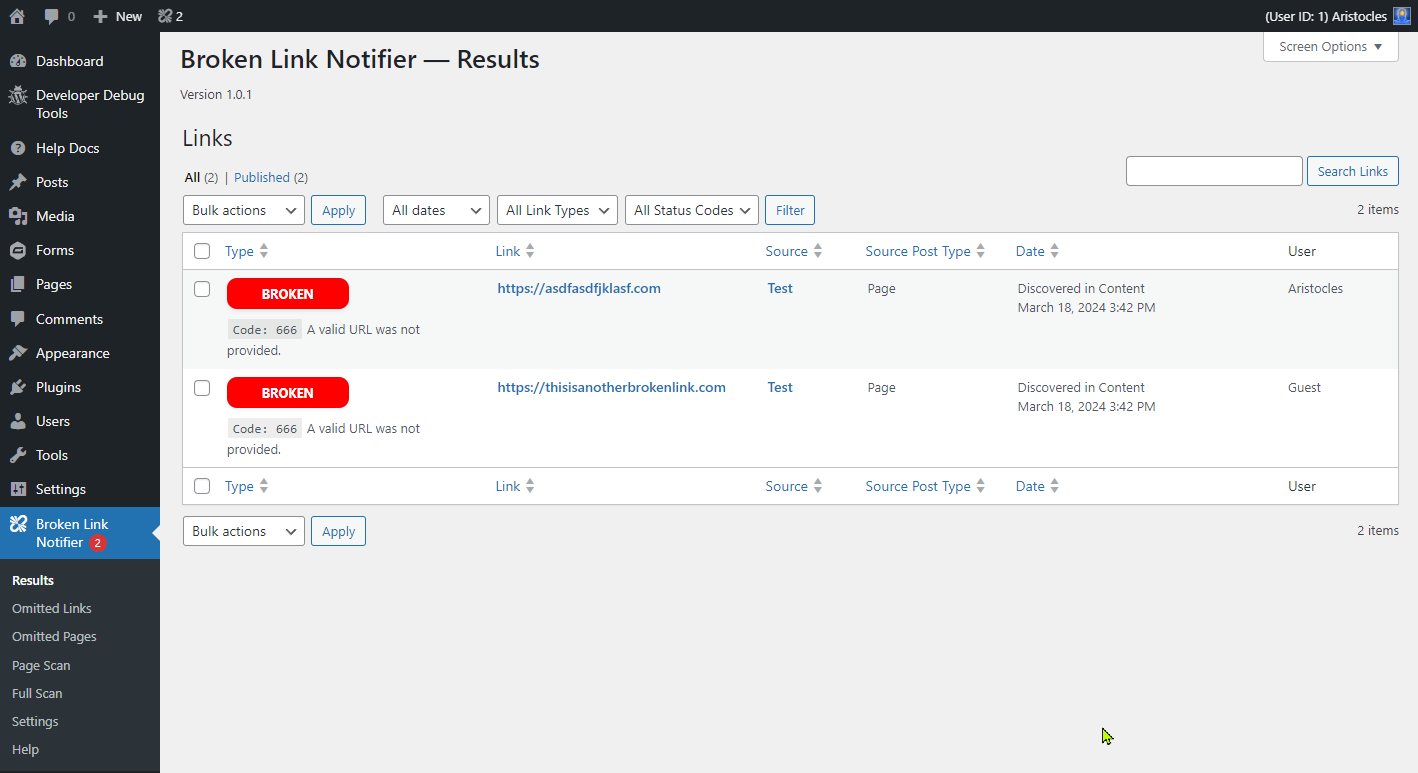 0 New 2 (User ID: 1) Aristocles
Dashboard
Developer Debug
Tools
Help Docs
Posts
Media
Forms
Pages
Comments
Appearance
Plugins
Users
Tools
Settings
Broken Link
Notifier 2
Results
Omitted Links
Omitted Pages
Page Scan
Full Scan
Settings
Help
Broken Link Notifier — Results
Screen Options
Version 1.0.1
Links
All (2) | Published (2)
Search Links
Bulk actions Apply All dates All Link Types All Status Codes Filter 2 items
Type Link Source Source Post Type Date User
BROKEN https://asdfasdfjklasf.com Test Page Discovered in Content Aristocles
March 18, 2024 3:42 PM
Code: 666 A valid URL was not
provided.
BROKEN https://thisisanotherbrokenlink.com Test Page Discovered in Content Guest
March 18, 2024 3:42 PM
Code: 666 A valid URL was not
provided.
Type Link Source Source Post Type Date User
Bulk actions Apply 2 items